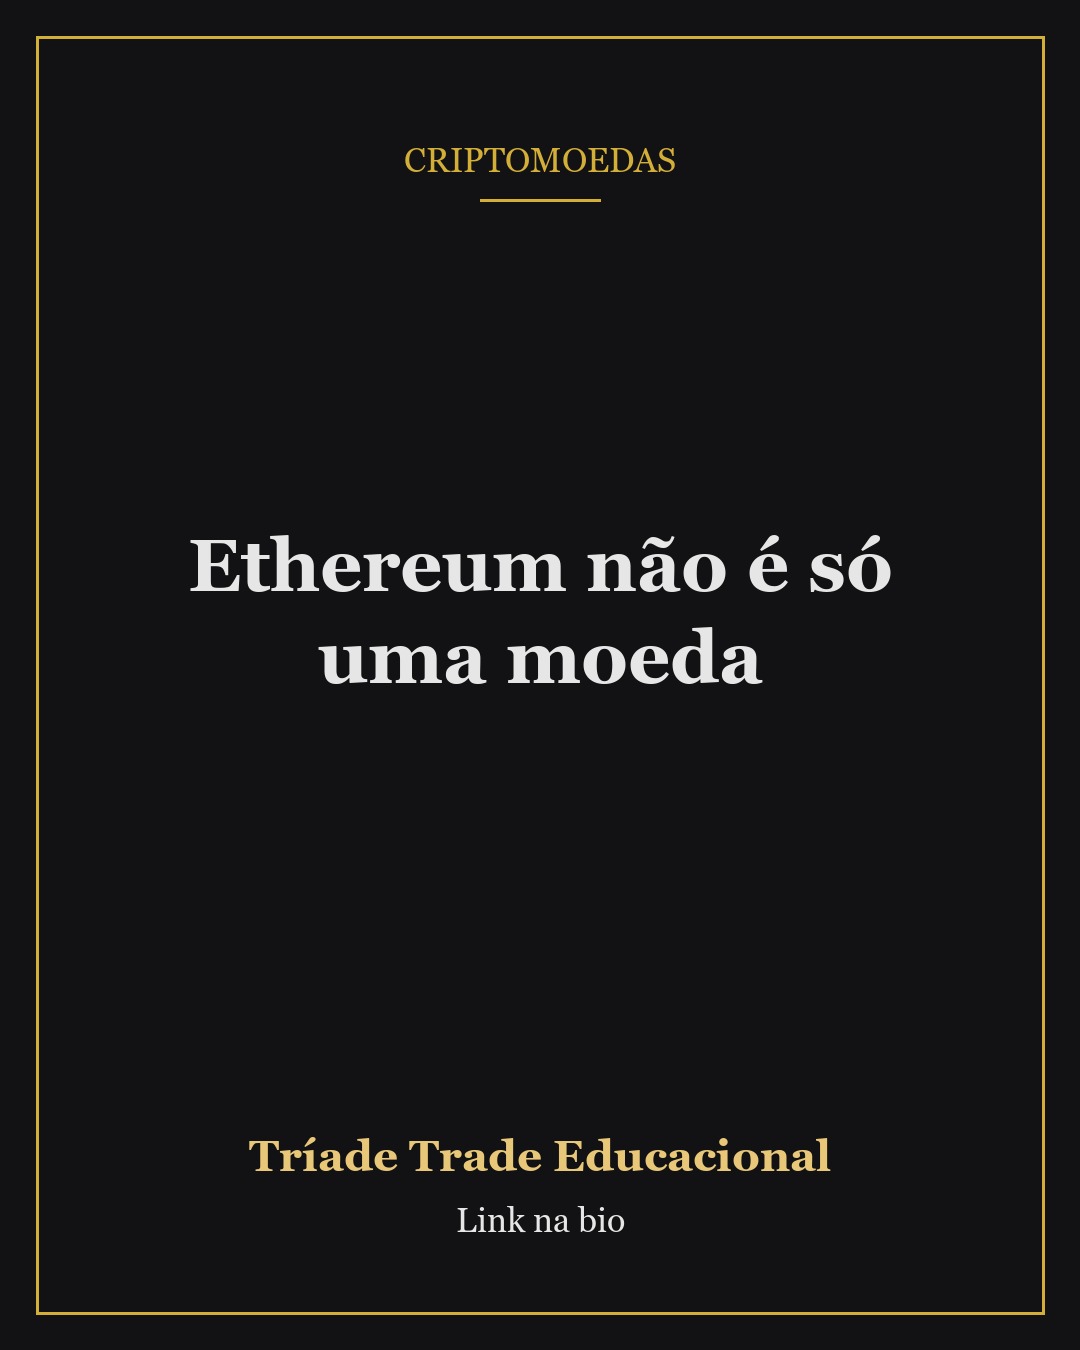 CRIPTOMOEDAS
Ethereum não é só
uma moeda
Tríade Trade Educacional
Link na bio